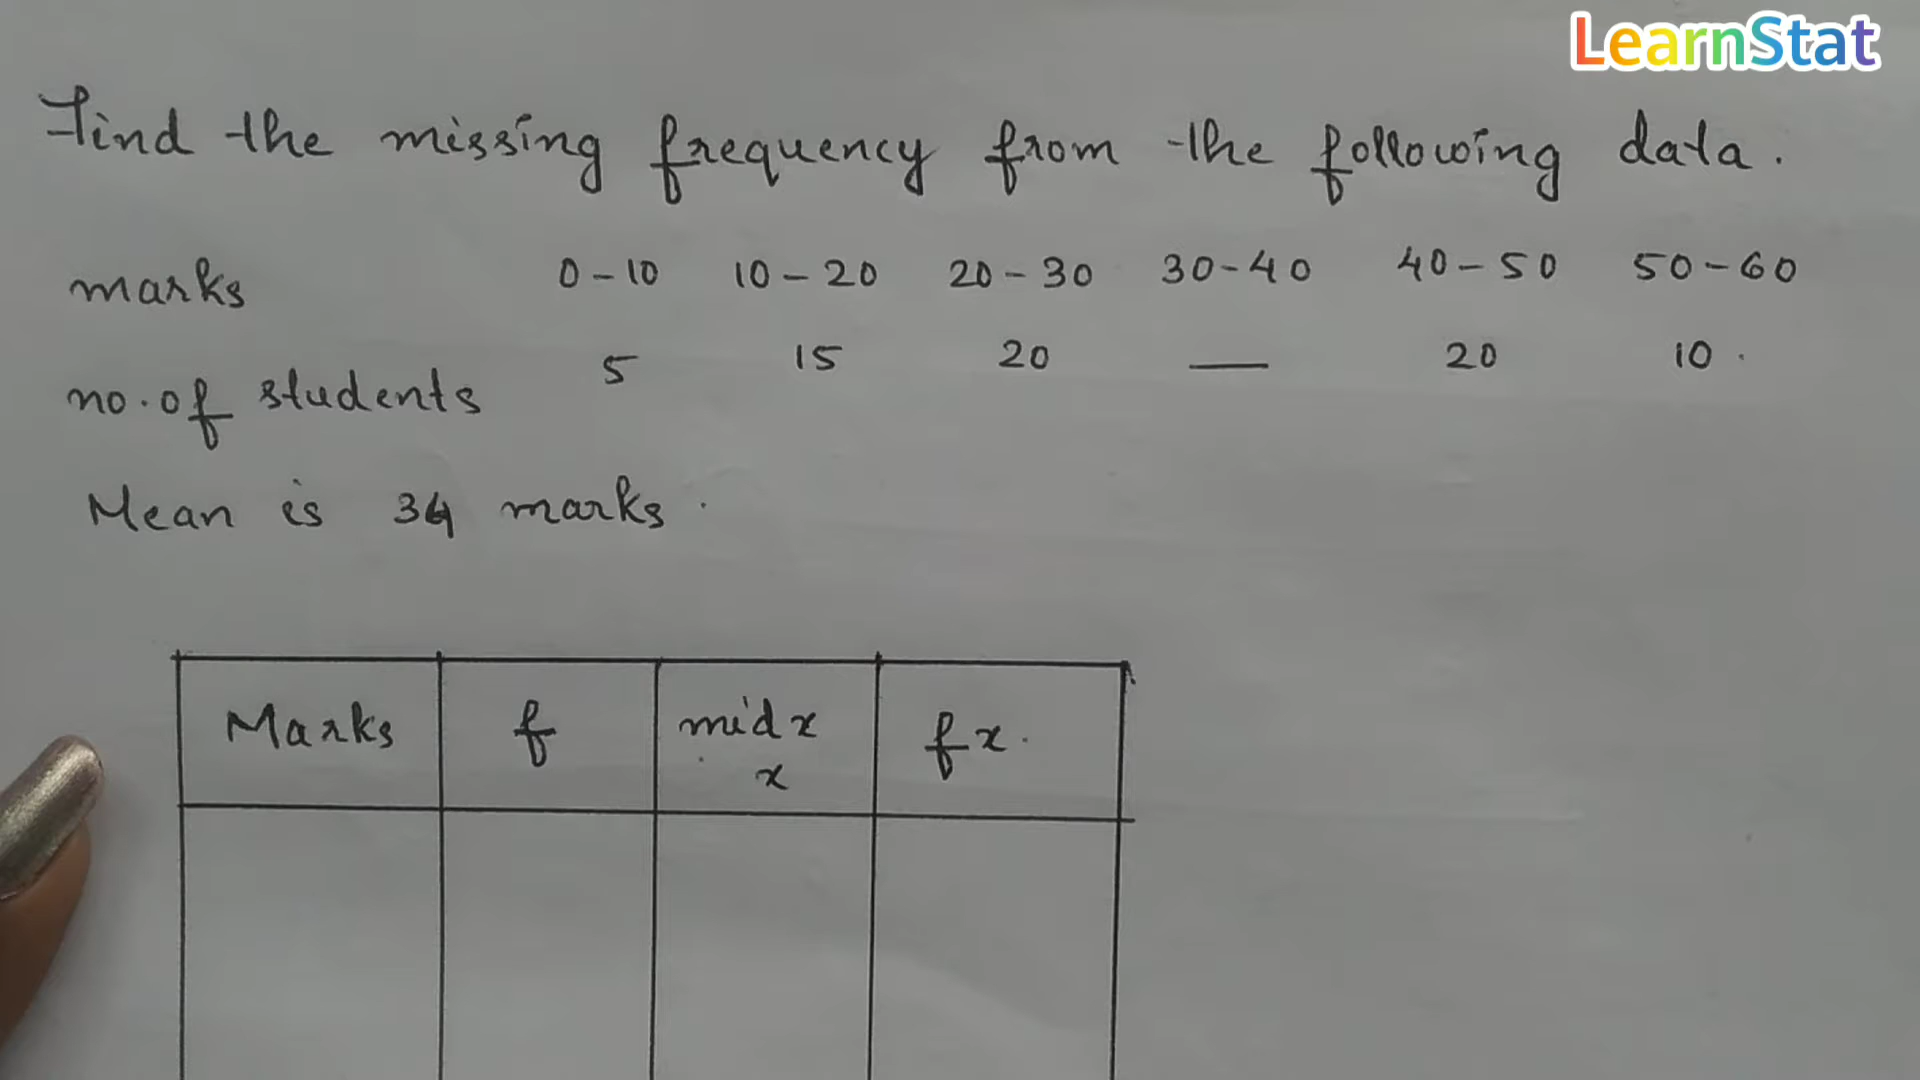 LearnStat
Find the missing frequency from the following data.
marks 0-10 10-20 20-30 30-40 40-50 50-60
no. of students 5 15 20 — 20 10.
Mean is 34 marks.
Marks f mid x fx.
x